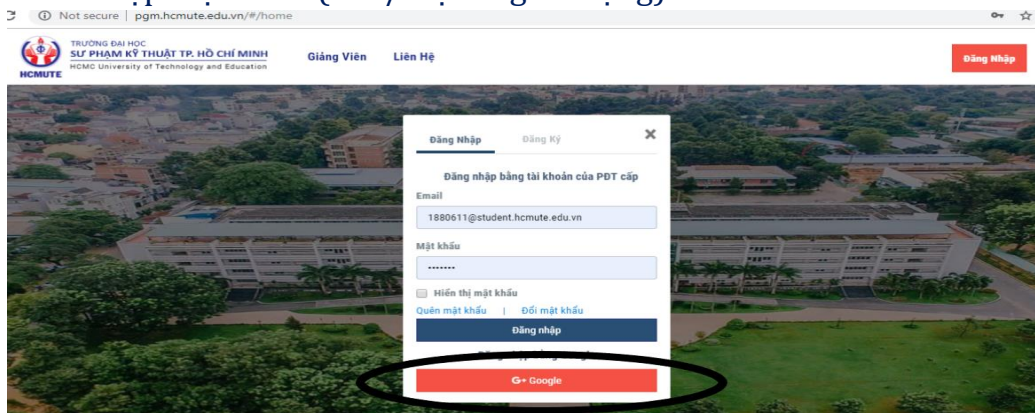 Not secure | pgm.hcmute.edu.vn/#/home
TRƯỜNG ĐẠI HỌC
SƯ PHẠM KỸ THUẬT TP. HỒ CHÍ MINH
HCMC University of Technology and Education
HCMUTE
Giảng Viên Liên Hệ
Đăng Nhập
Đăng Nhập Đăng Ký
Đăng nhập bằng tài khoản của PĐT cấp
Email
1880611@student.hcmute.edu.vn
Mật khẩu
•••••••
Hiển thị mật khẩu
Quên mật khẩu | Đổi mật khẩu
Đăng nhập
G+ Google